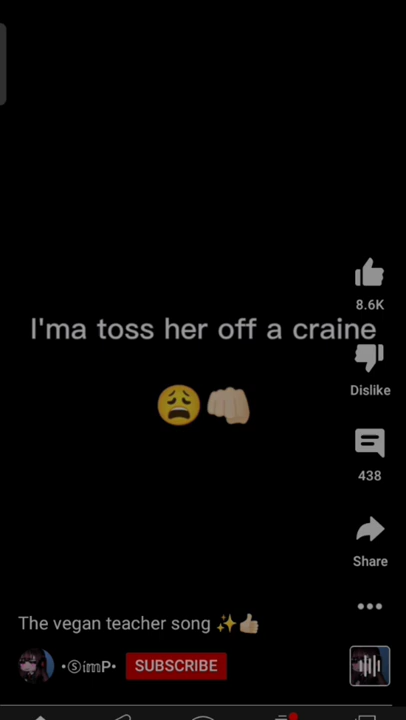 8.6K
I'ma toss her off a craine
😩👊🏻
Dislike
438
Share
The vegan teacher song ✨👍🏻
•Ⓢ𝕚𝕞P• SUBSCRIBE